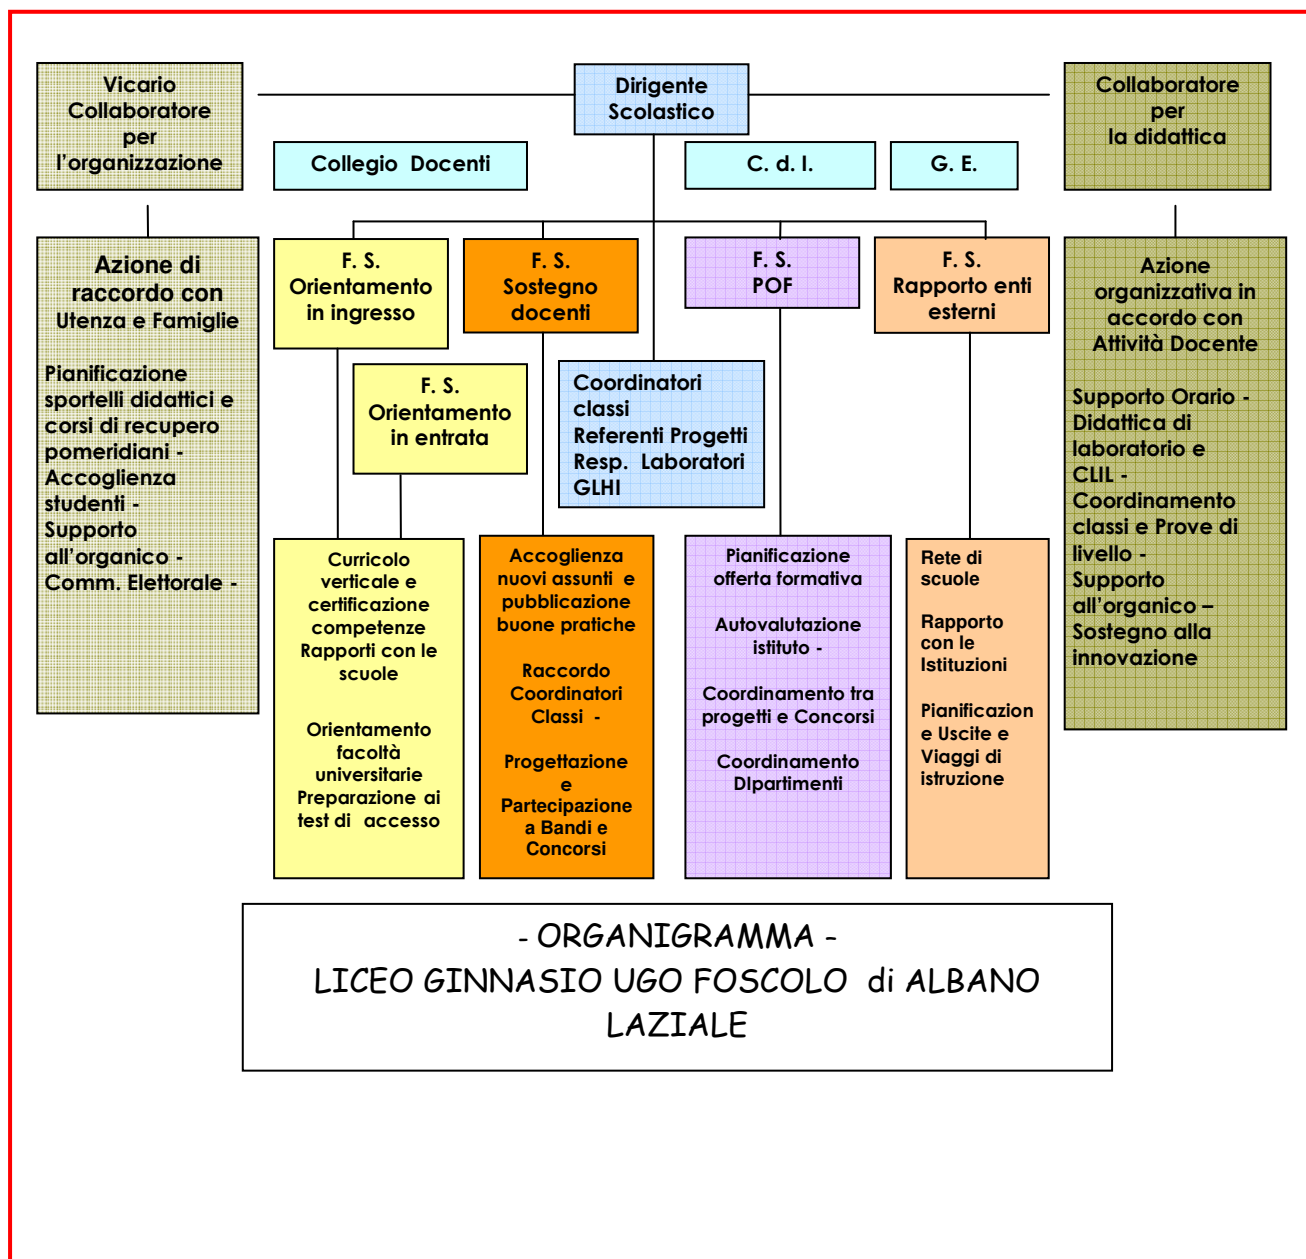 Vicario
Collaboratore
per
l'organizzazione
Dirigente
Scolastico
Collaboratore
per
la didattica
Collegio Docenti
C. d. I.
G. E.
Azione di
raccordo con
Utenza e Famiglie
Pianificazione
sportelli didattici e
corsi di recupero
pomeridiani -
Accoglienza
studenti -
Supporto
all'organico -
Comm. Elettorale -
F. S.
Orientamento
in ingresso
F. S.
Sostegno
docenti
F. S.
POF
F. S.
Rapporto enti
esterni
Azione
organizzativa in
accordo con
Attività Docente
Supporto Orario -
Didattica di
laboratorio e
CLIL -
Coordinamento
classi e Prove di
livello -
Supporto
all'organico –
Sostegno alla
innovazione
F. S.
Orientamento
in entrata
Coordinatori
classi
Referenti Progetti
Resp. Laboratori
GLHI
Curricolo
verticale e
certificazione
competenze
Rapporti con le
scuole
Orientamento
facoltà
universitarie
Preparazione ai
test di accesso
Accoglienza
nuovi assunti e
pubblicazione
buone pratiche
Raccordo
Coordinatori
Classi -
Progettazione
e
Partecipazione
a Bandi e
Concorsi
Pianificazione
offerta formativa
Autovalutazione
istituto -
Coordinamento tra
progetti e Concorsi
Coordinamento
DIpartimenti
Rete di
scuole
Rapporto
con le
Istituzioni
Pianificazion
e Uscite e
Viaggi di
istruzione
- ORGANIGRAMMA -
LICEO GINNASIO UGO FOSCOLO di ALBANO
LAZIALE